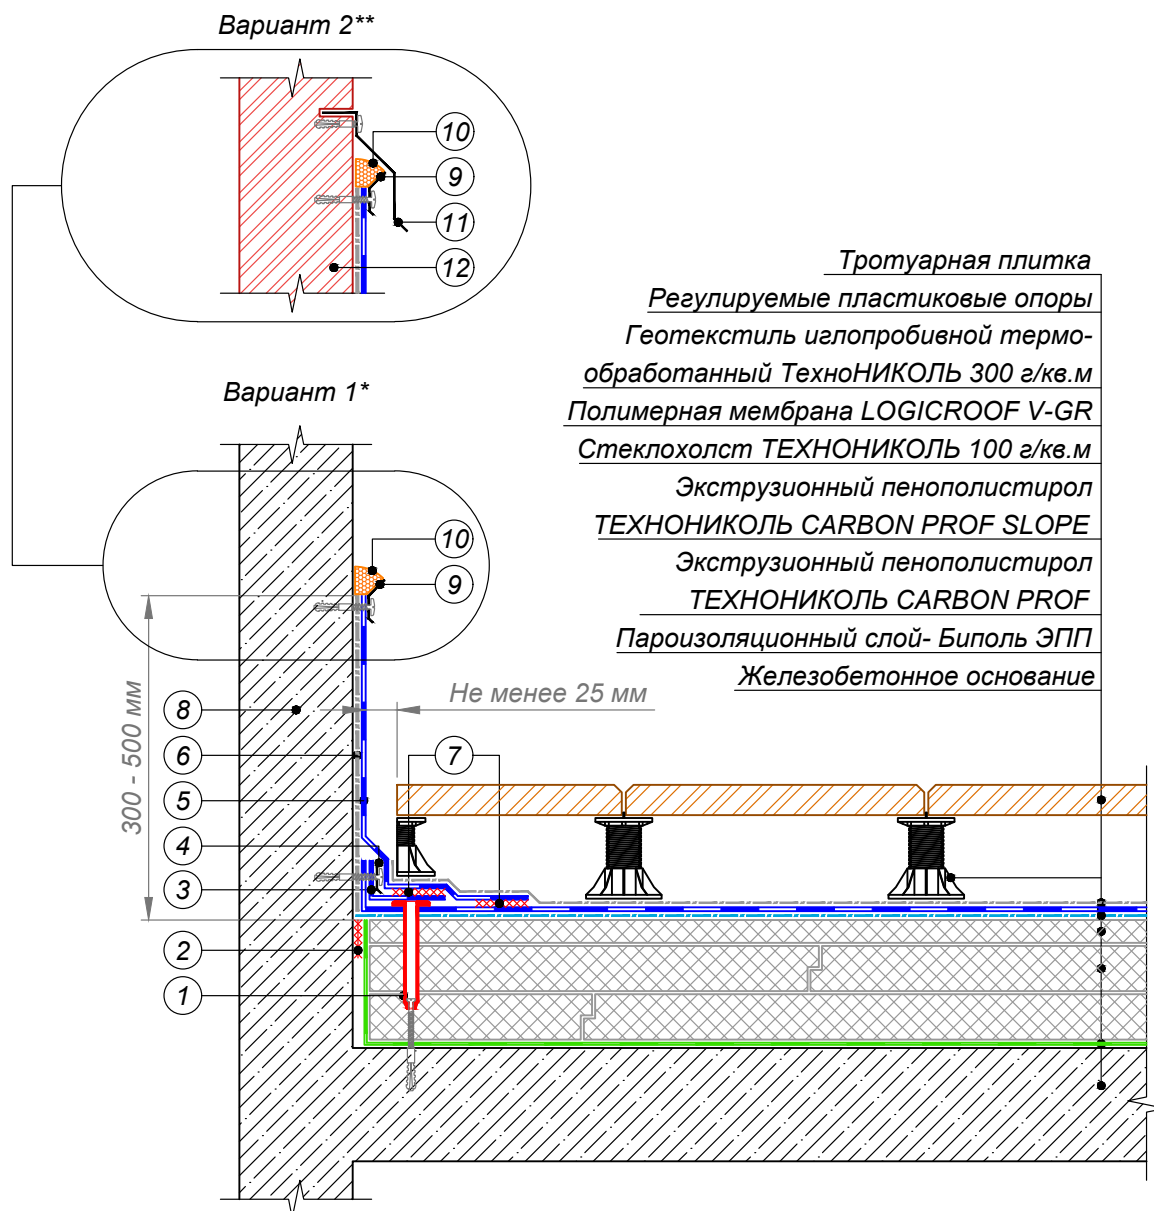 Вариант 2**
10
9
11
12
Тротуарная плитка
Регулируемые пластиковые опоры
Геотекстиль иглопробивной термо-
обработанный ТехноНИКОЛЬ 300 г/кв.м
Полимерная мембрана LOGICROOF V-GR
Стеклохолст ТЕХНОНИКОЛЬ 100 г/кв.м
Экструзионный пенополистирол
ТЕХНОНИКОЛЬ CARBON PROF SLOPE
Экструзионный пенополистирол
ТЕХНОНИКОЛЬ CARBON PROF
Пароизоляционный слой- Биполь ЭПП
Железобетонное основание
Вариант 1*
10
9
Не менее 25 мм
300 - 500 мм
8
7
6
5
4
3
2
1